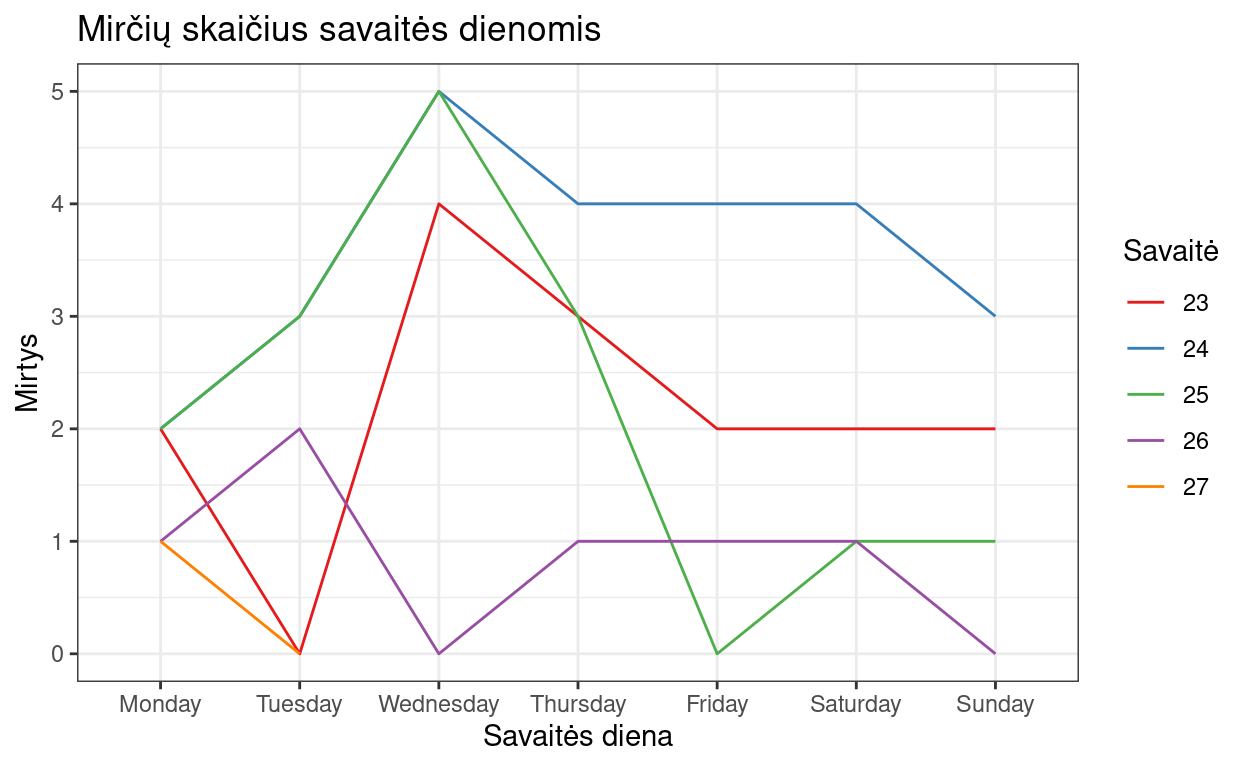 Mirčių skaičius savaitės dienomis
5
4
3
2
1
0
Mirtys
Monday Tuesday Wednesday Thursday Friday Saturday Sunday
Savaitės diena
Savaitė
23
24
25
26
27